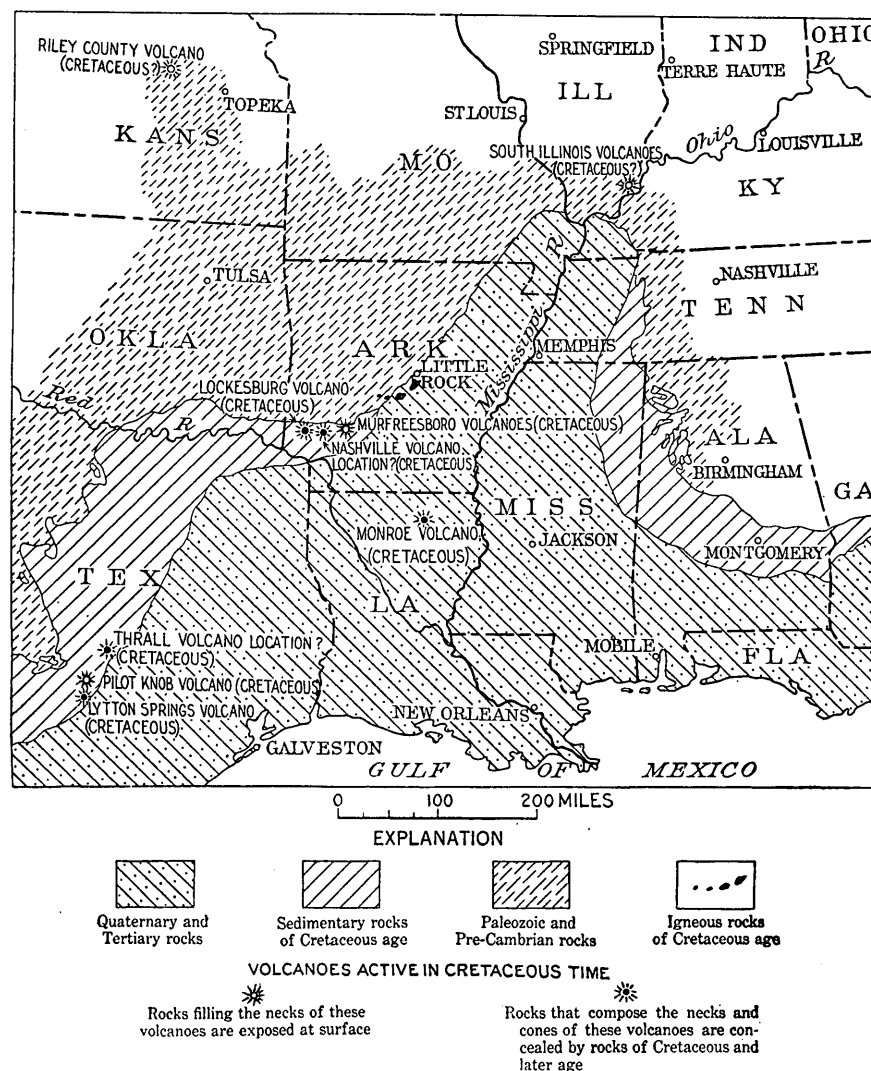 RILEY COUNTY VOLCANO
(CRETACEOUS?)
TOPEKA
KANS
SPRINGFIELD
ILL
IND
TERRE HAUTE
OHIO
R
ST LOUIS
MO
SOUTH ILLINOIS VOLCANOES
(CRETACEOUS?)
Ohio
LOUISVILLE
KY
TULSA
OKLA
ARK
R
Mississippi
NASHVILLE
TENN
MEMPHIS
LITTLE
ROCK
LOCKESBURG VOLCANO
(CRETACEOUS)
Red
R
MURFREESBORO VOLCANOES (CRETACEOUS)
NASHVILLE VOLCANO
LOCATION? (CRETACEOUS)
ALA
BIRMINGHAM
GA
MISS
MONROE VOLCANO
(CRETACEOUS)
JACKSON
MONTGOMERY
TEX
LA
THRALL VOLCANO LOCATION?
(CRETACEOUS)
PILOT KNOB VOLCANO (CRETACEOUS)
LYTTON SPRINGS VOLCANO
(CRETACEOUS)
MOBILE
FLA
NEW ORLEANS
GALVESTON
GULF OF MEXICO
0 100 200 MILES
EXPLANATION
Quaternary and
Tertiary rocks
Sedimentary rocks
of Cretaceous age
Paleozoic and
Pre-Cambrian rocks
Igneous rocks
of Cretaceous age
VOLCANOES ACTIVE IN CRETACEOUS TIME
Rocks filling the necks of these
volcanoes are exposed at surface
Rocks that compose the necks and
cones of these volcanoes are con-
cealed by rocks of Cretaceous and
later age